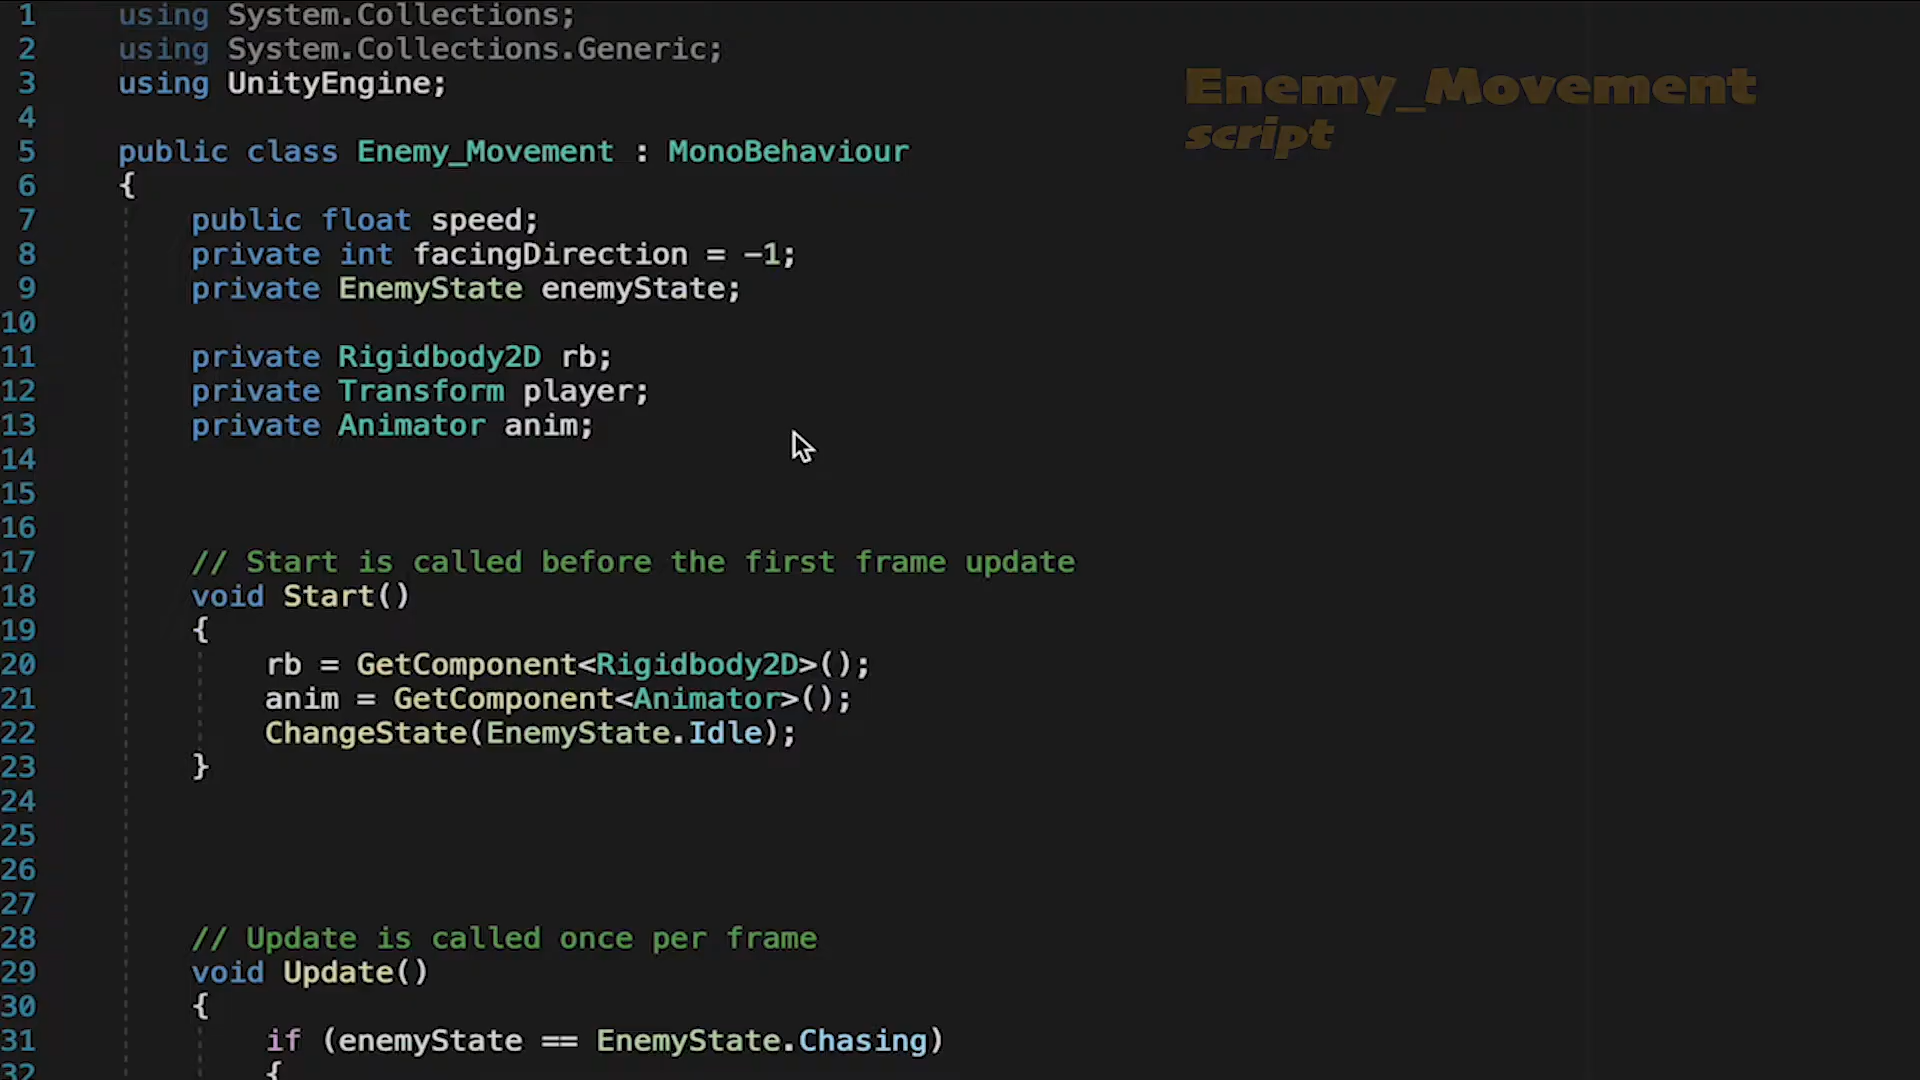 1 using System.Collections;
2 using System.Collections.Generic;
3 using UnityEngine;
4
5 public class Enemy_Movement : MonoBehaviour
6 {
7 public float speed;
8 private int facingDirection = -1;
9 private EnemyState enemyState;
10
11 private Rigidbody2D rb;
12 private Transform player;
13 private Animator anim;
14
15
16
17 // Start is called before the first frame update
18 void Start()
19 {
20 rb = GetComponent<Rigidbody2D>();
21 anim = GetComponent<Animator>();
22 ChangeState(EnemyState.Idle);
23 }
24
25
26
27
28 // Update is called once per frame
29 void Update()
30 {
31 if (enemyState == EnemyState.Chasing)
32 {
Enemy_Movement
script